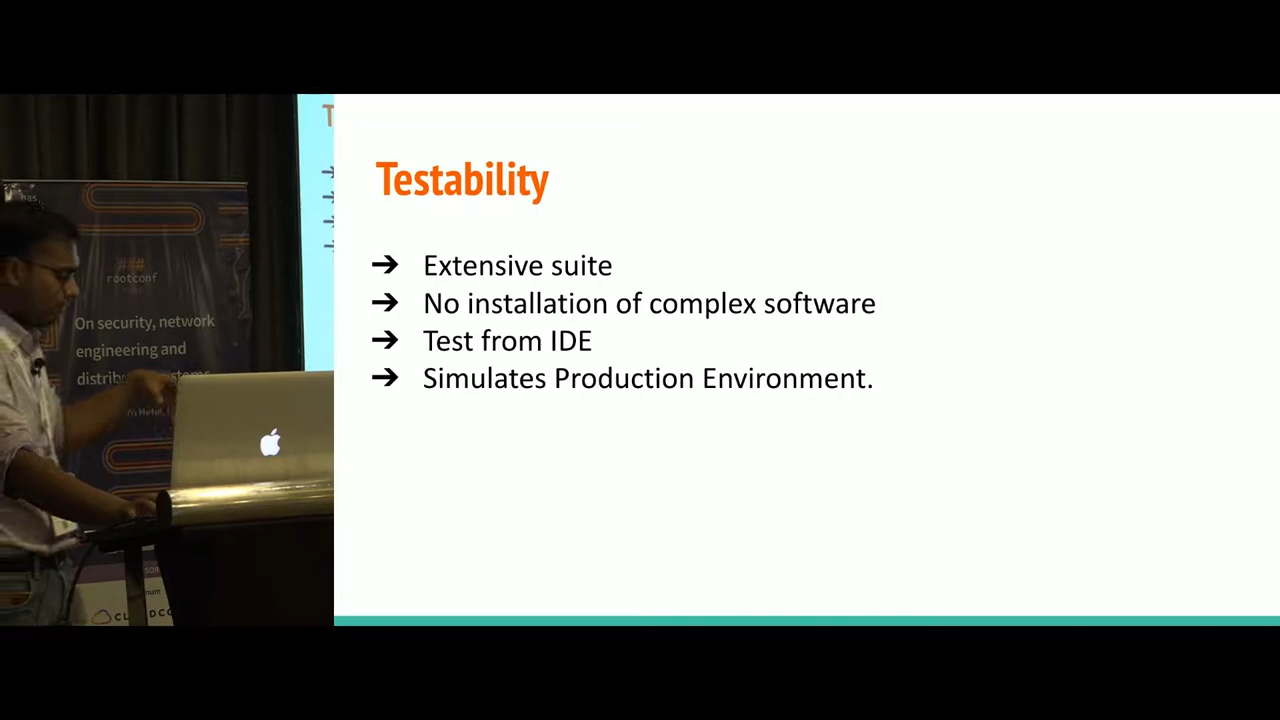 Testability
➔ Extensive suite
➔ No installation of complex software
➔ Test from IDE
➔ Simulates Production Environment.
has
rootconf
On security, network
engineering and